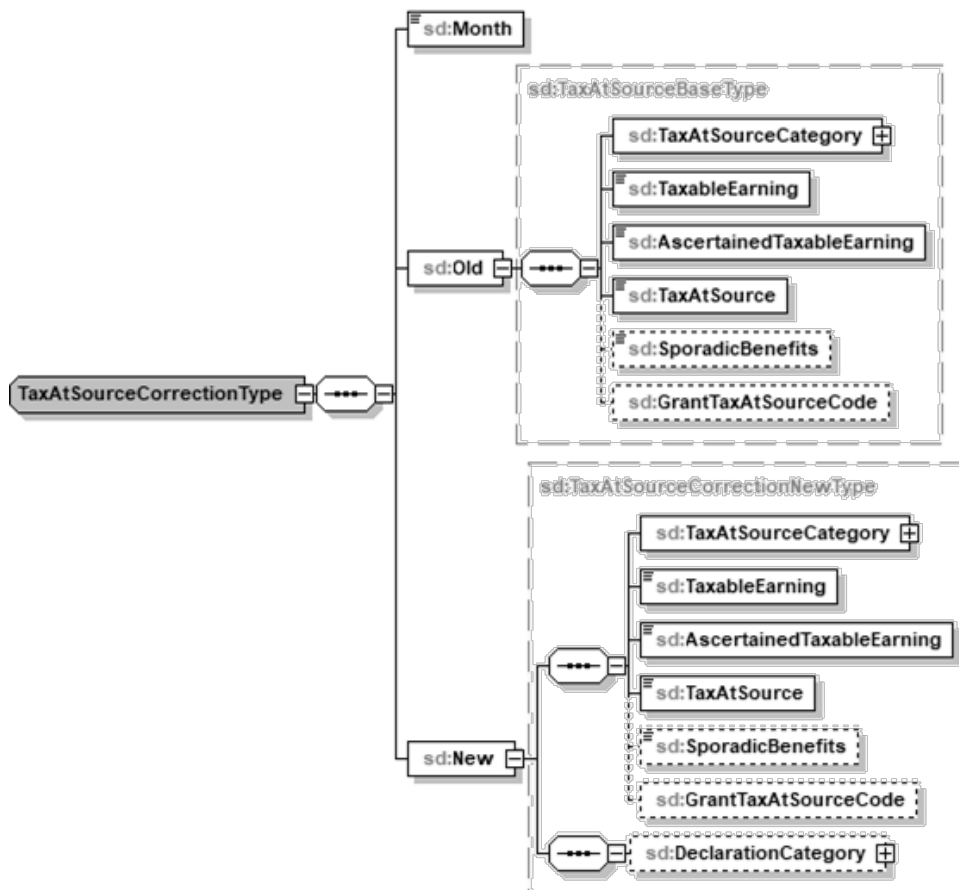 sd:Month
sd:TaxAtSourceBaseType
sd:TaxAtSourceCategory
sd:TaxableEarning
sd:AscertainedTaxableEarning
sd:Old
sd:TaxAtSource
sd:SporadicBenefits
TaxAtSourceCorrectionType
sd:GrantTaxAtSourceCode
sd:TaxAtSourceCorrectionNewType
sd:TaxAtSourceCategory
sd:TaxableEarning
sd:AscertainedTaxableEarning
sd:TaxAtSource
sd:SporadicBenefits
sd:New
sd:GrantTaxAtSourceCode
sd:DeclarationCategory